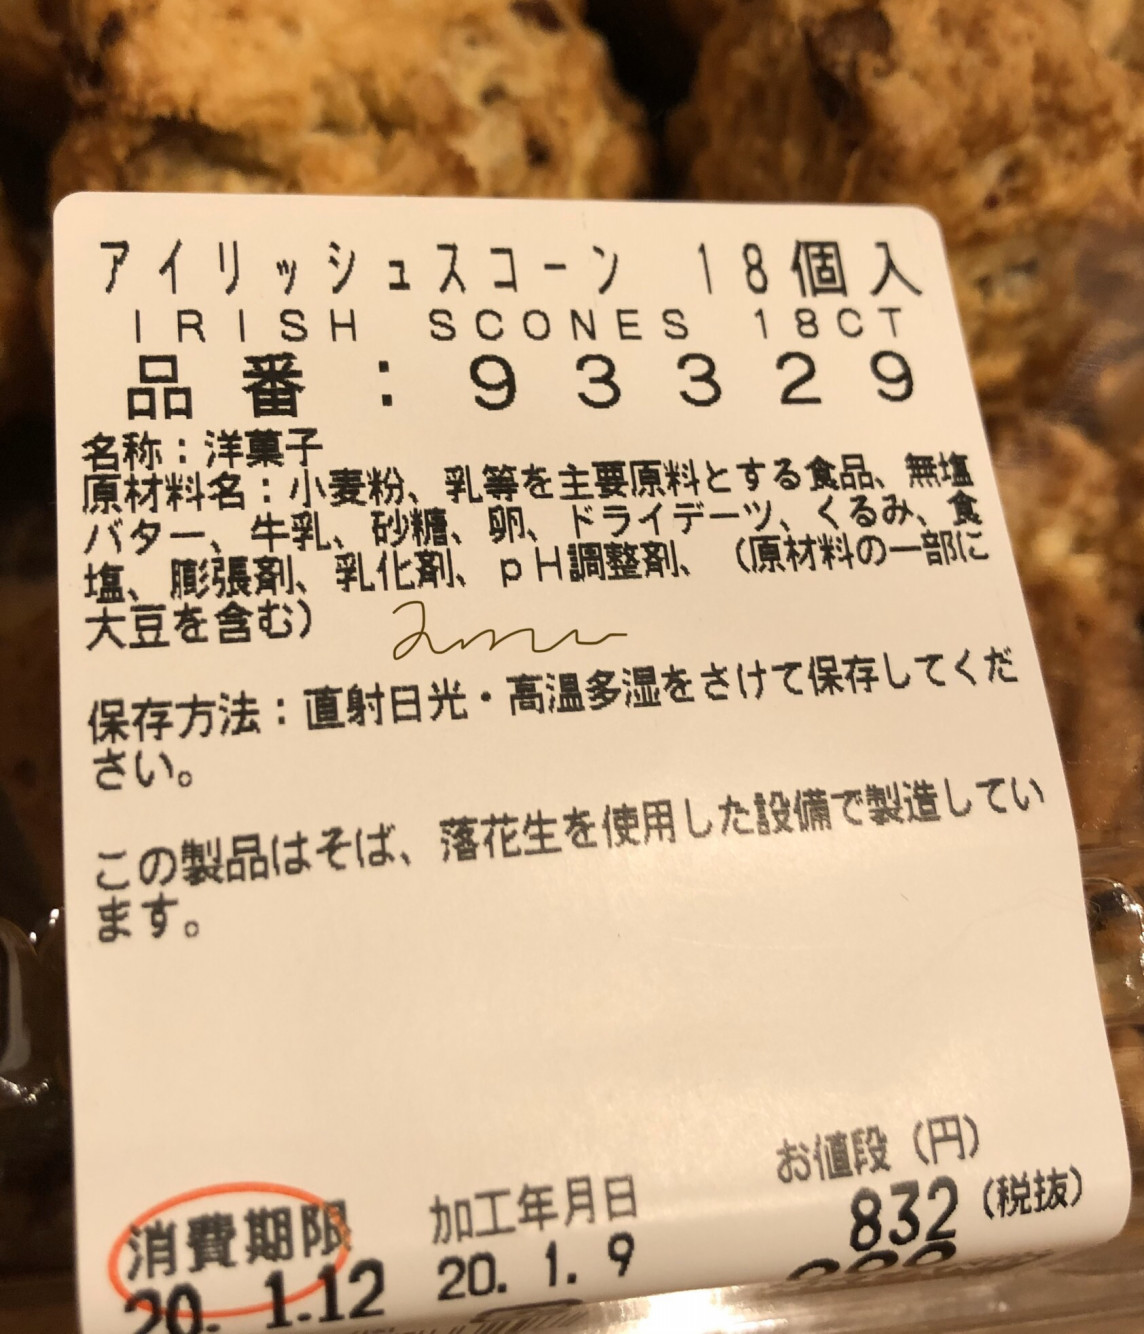 アイリッシュスコーン 18個入
IRISH SCONES 18CT
品番:93329
名称:洋菓子
原材料名:小麦粉、乳等を主要原料とする食品、無塩
バター、牛乳、砂糖、卵、ドライデーツ、くるみ、食
塩、膨張剤、乳化剤、pH調整剤、(原材料の一部に
大豆を含む)
保存方法:直射日光・高温多湿をさけて保存してくだ
さい。
この製品はそば、落花生を使用した設備で製造してい
ます。
消費期限 加工年月日 お値段(円)
20. 1.12 20. 1. 9 832(税抜)